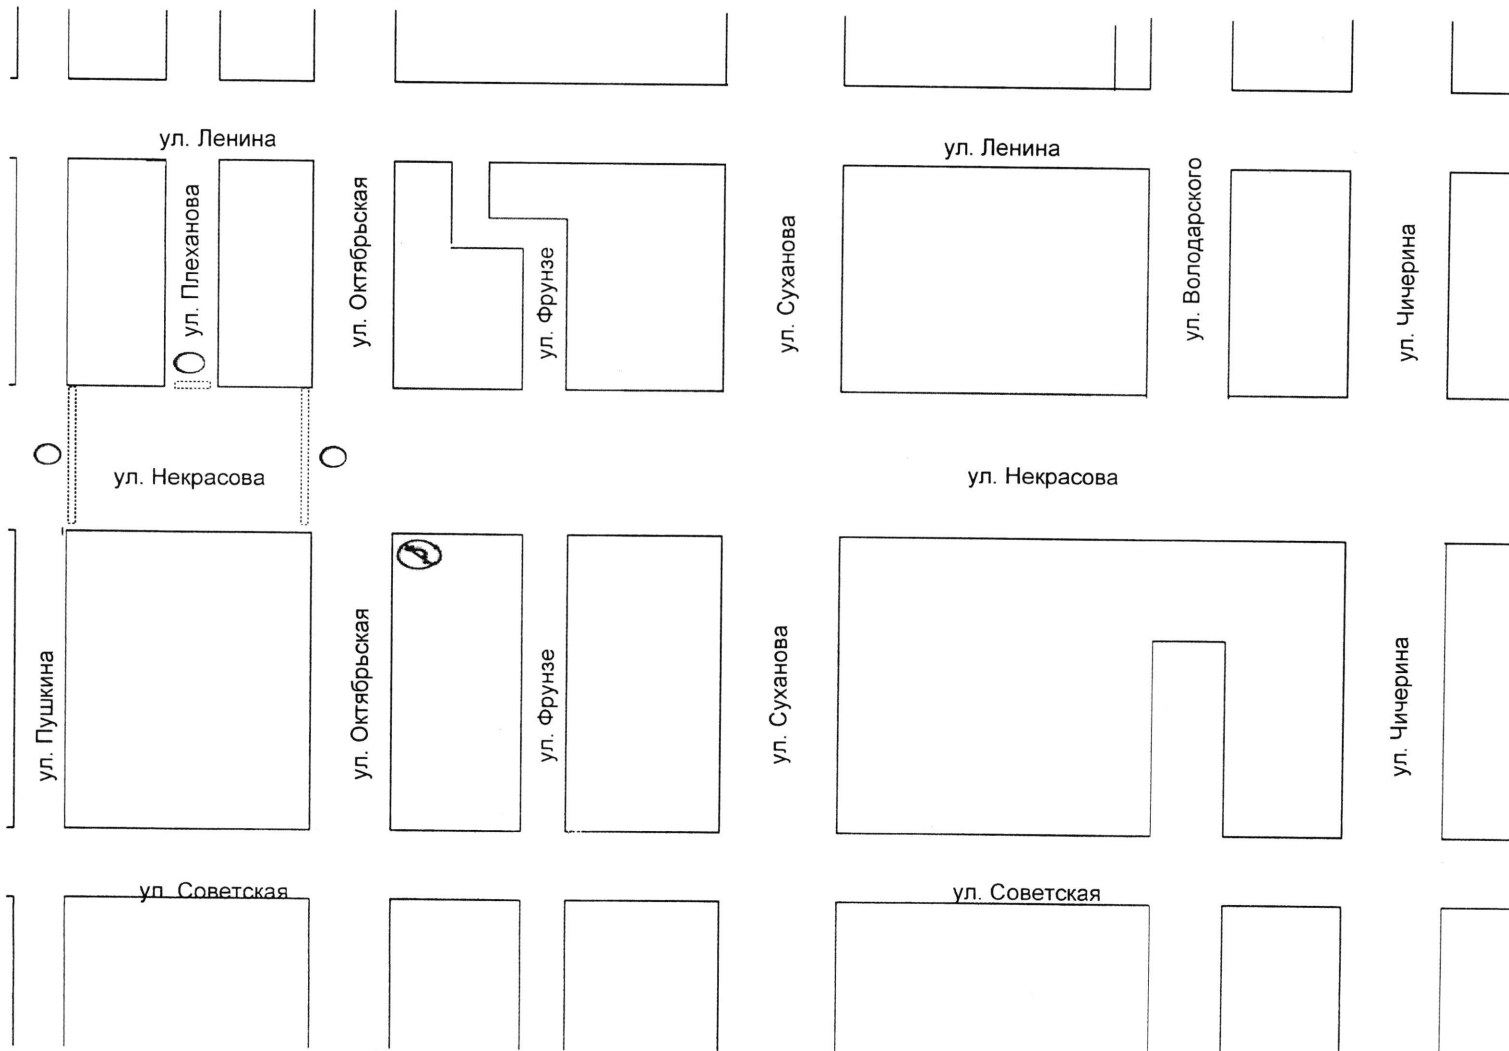 ул. Ленина
ул. Ленина
ул. Плеханова
ул. Октябрьская
ул. Фрунзе
ул. Суханова
ул. Володарского
ул. Чичерина
ул. Некрасова
ул. Некрасова
ул. Пушкина
ул. Октябрьская
ул. Фрунзе
ул. Суханова
ул. Чичерина
ул. Советская
ул. Советская